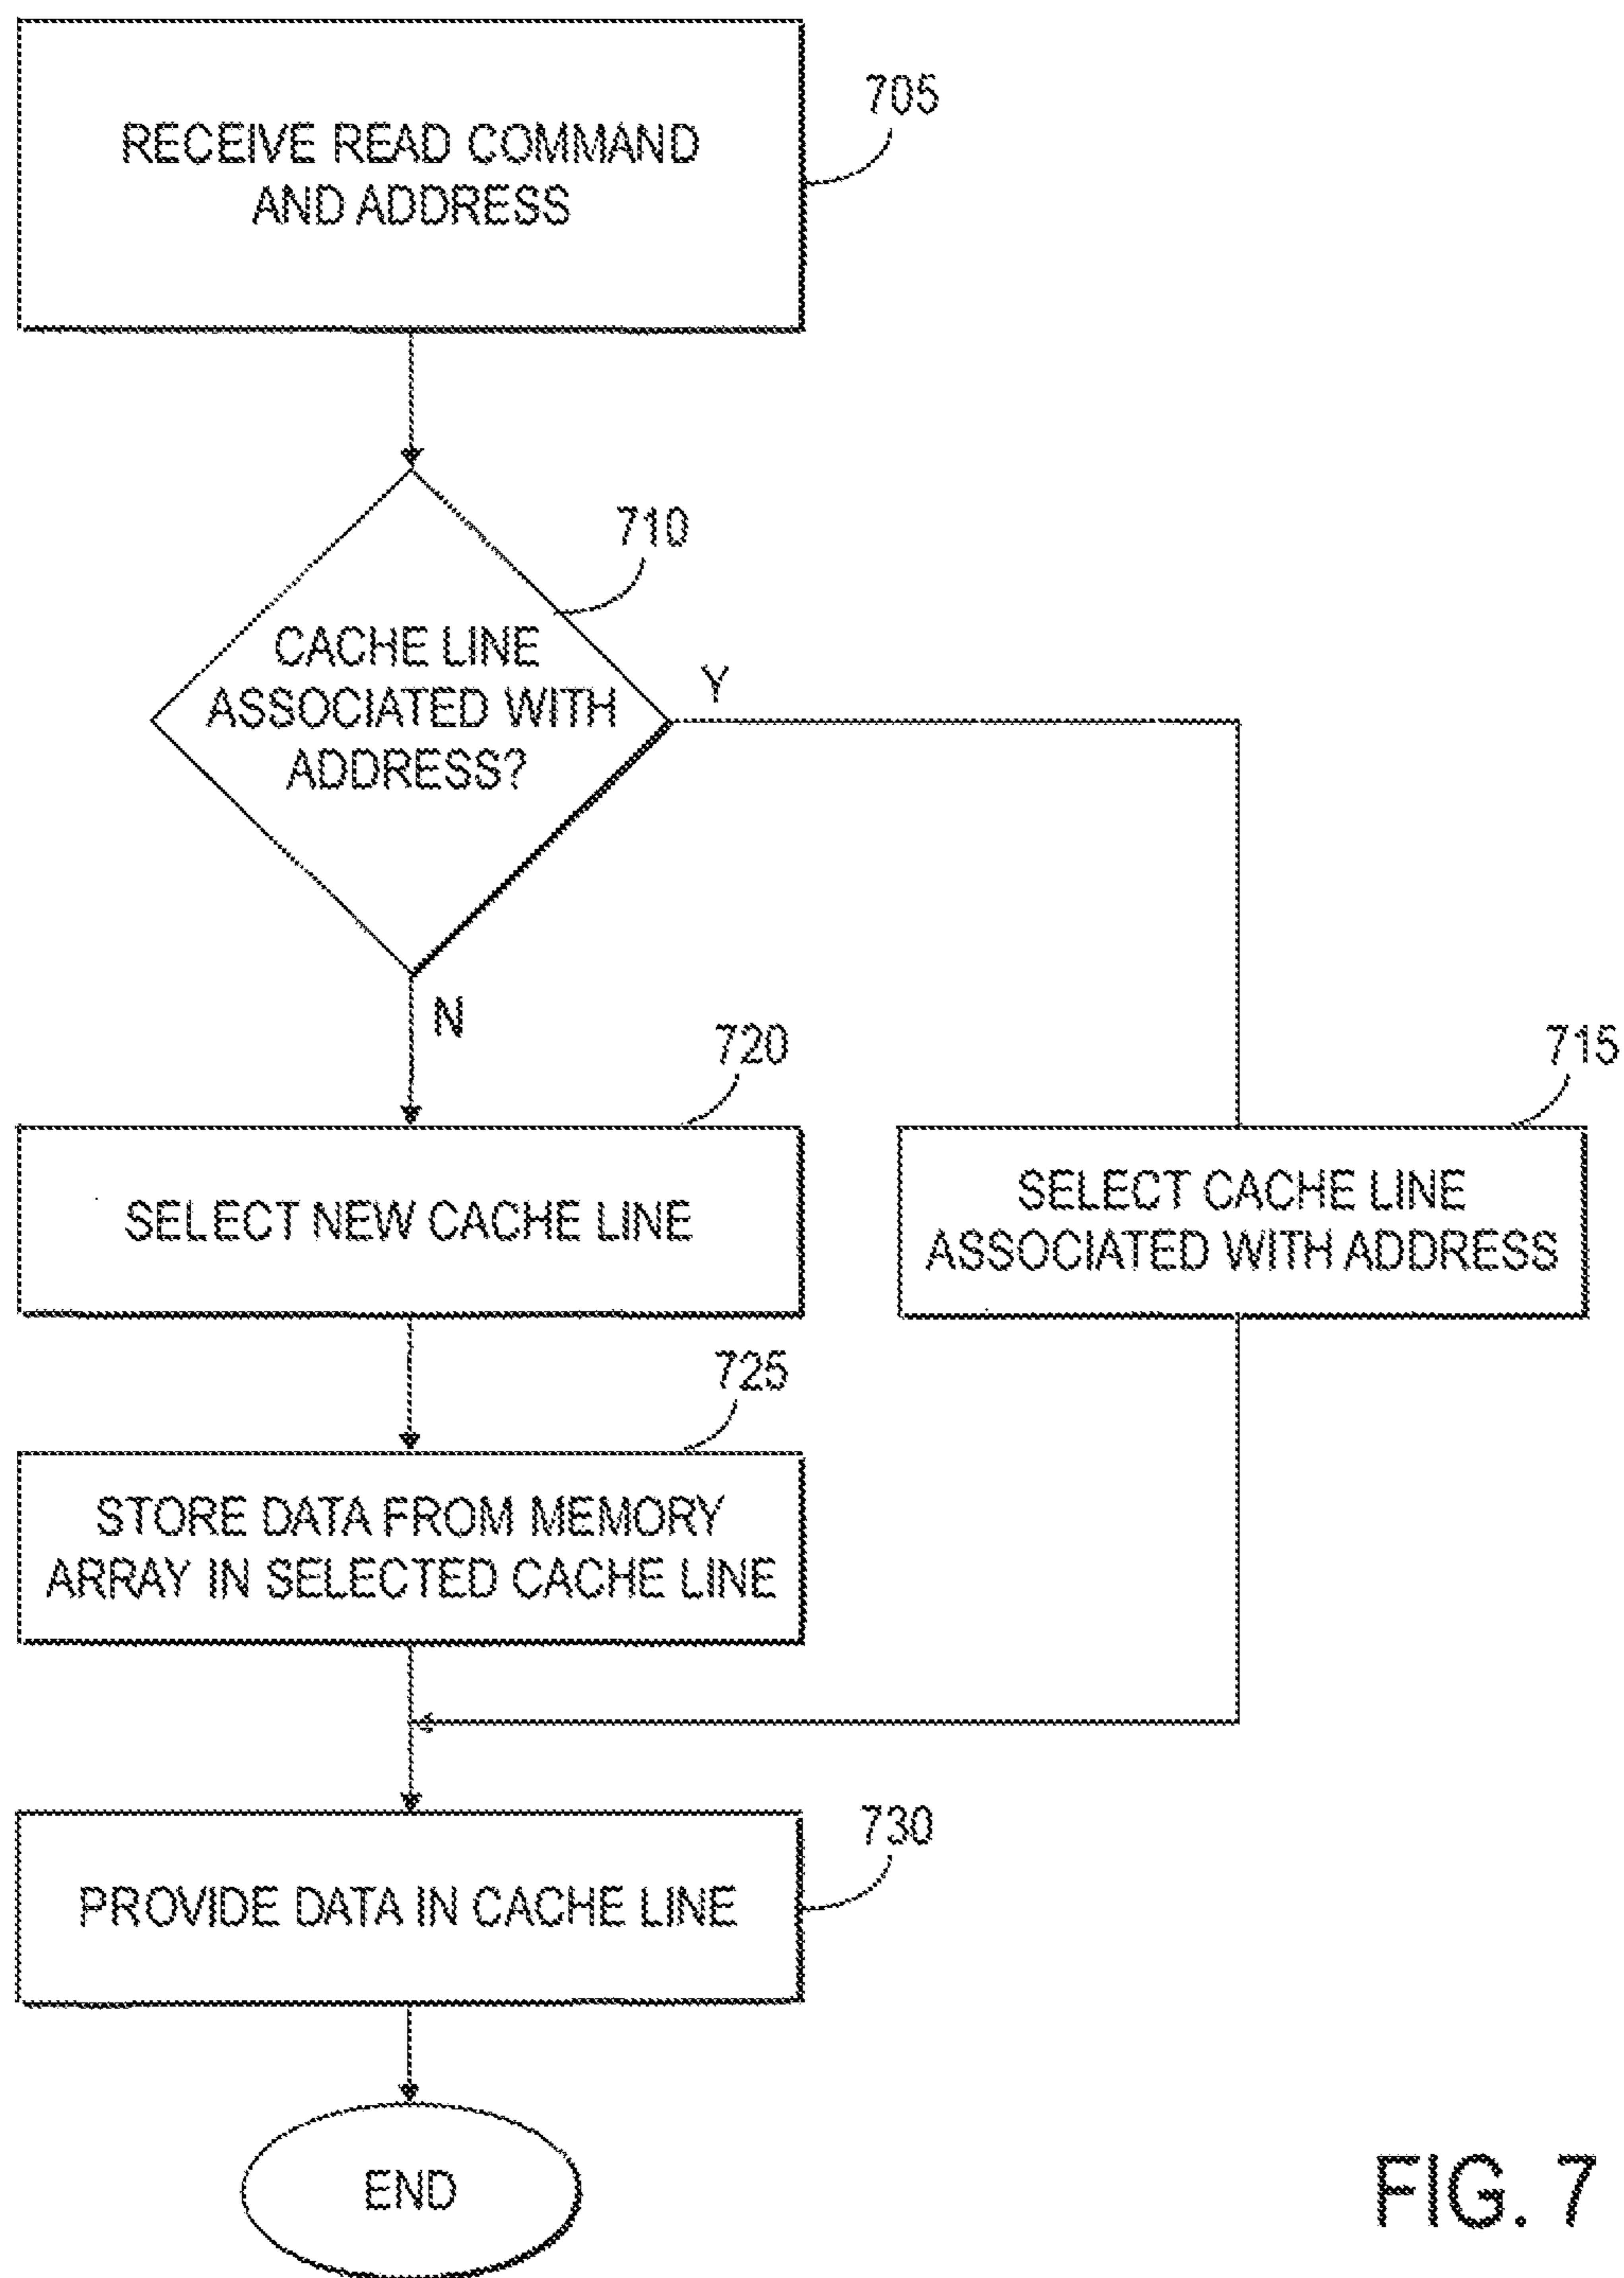 RECEIVE READ COMMAND
AND ADDRESS
705
710
CACHE LINE
ASSOCIATED WITH
ADDRESS?
Y
N
720
SELECT NEW CACHE LINE
715
SELECT CACHE LINE
ASSOCIATED WITH ADDRESS
725
STORE DATA FROM MEMORY
ARRAY IN SELECTED CACHE LINE
730
PROVIDE DATA IN CACHE LINE
END
FIG. 7